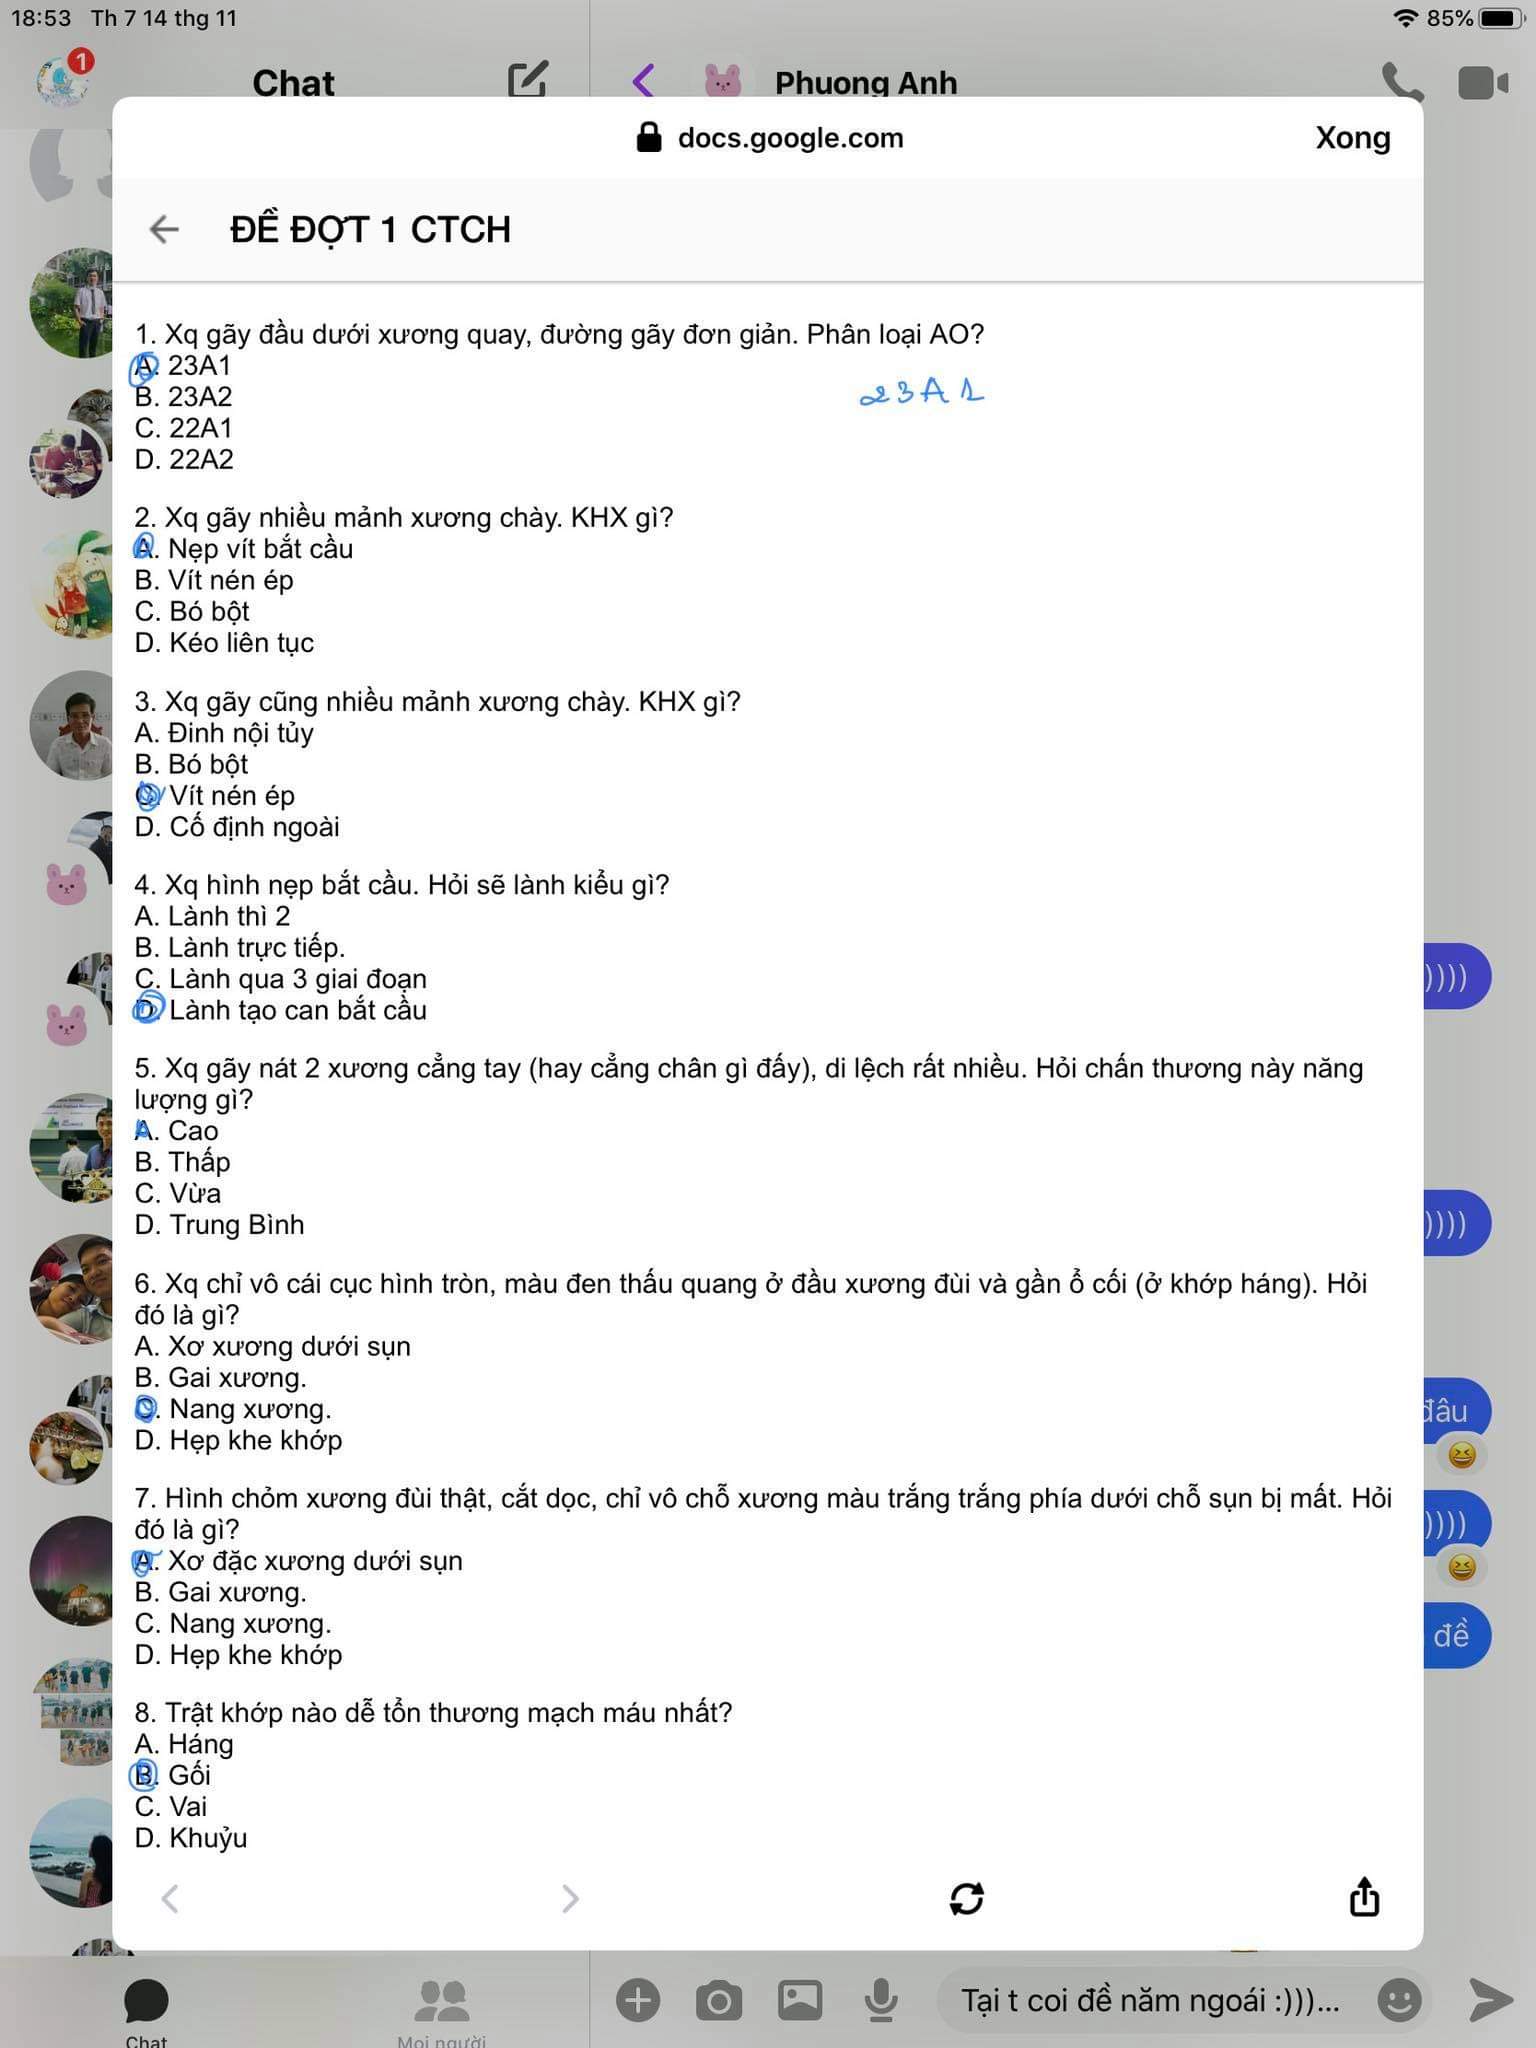 18:53 Th 7 14 thg 11
85%
1
Chat
Phuong Anh
docs.google.com
Xong
ĐỀ ĐỢT 1 CTCH
1. Xq gãy đầu dưới xương quay, đường gãy đơn giản. Phân loại AO?
A. 23A1
B. 23A2
23A1
C. 22A1
D. 22A2
2. Xq gãy nhiều mảnh xương chày. KHX gì?
A. Nẹp vít bắt cầu
B. Vít nén ép
C. Bó bột
D. Kéo liên tục
3. Xq gãy cũng nhiều mảnh xương chày. KHX gì?
A. Đinh nội tủy
B. Bó bột
C. Vít nén ép
D. Cố định ngoài
4. Xq hình nẹp bắt cầu. Hỏi sẽ lành kiểu gì?
A. Lành thì 2
B. Lành trực tiếp.
C. Lành qua 3 giai đoạn
D. Lành tạo can bắt cầu
))))
5. Xq gãy nát 2 xương cẳng tay (hay cẳng chân gì đấy), di lệch rất nhiều. Hỏi chấn thương này năng
lượng gì?
A. Cao
B. Thấp
C. Vừa
D. Trung Bình
))))
6. Xq chỉ vô cái cục hình tròn, màu đen thấu quang ở đầu xương đùi và gần ổ cối (ở khớp háng). Hỏi
đó là gì?
A. Xơ xương dưới sụn
B. Gai xương.
C. Nang xương.
D. Hẹp khe khớp
đâu
7. Hình chỏm xương đùi thật, cắt dọc, chỉ vô chỗ xương màu trắng trắng phía dưới chỗ sụn bị mất. Hỏi
đó là gì?
A. Xơ đặc xương dưới sụn
B. Gai xương.
C. Nang xương.
D. Hẹp khe khớp
))))
đề
8. Trật khớp nào dễ tổn thương mạch máu nhất?
A. Háng
B. Gối
C. Vai
D. Khuỷu
Tại t coi đề năm ngoái :)))...
Chat
Mọi người